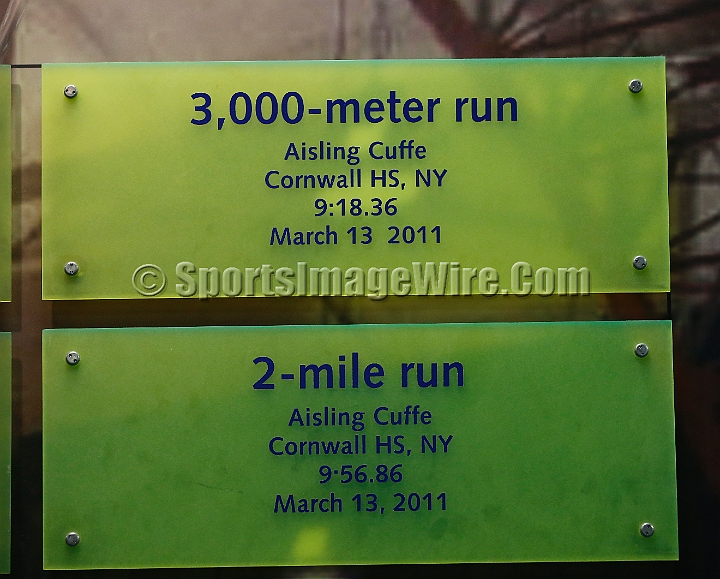 3,000-meter run
Aisling Cuffe
Cornwall HS, NY
9:18.36
March 13 2011
© SportsImageWire.Com
2-mile run
Aisling Cuffe
Cornwall HS, NY
9:56.86
March 13, 2011